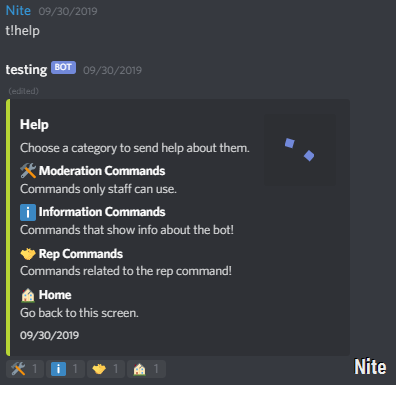 Nite 09/30/2019
t!help
testing BOT 09/30/2019
(edited)
Help
Choose a category to send help about them.
🛠 Moderation Commands
Commands only staff can use.
ℹ Information Commands
Commands that show info about the bot!
🤝 Rep Commands
Commands related to the rep command!
🏠 Home
Go back to this screen.
09/30/2019
🛠 1 ℹ 1 🤝 1 🏠 1
Nite